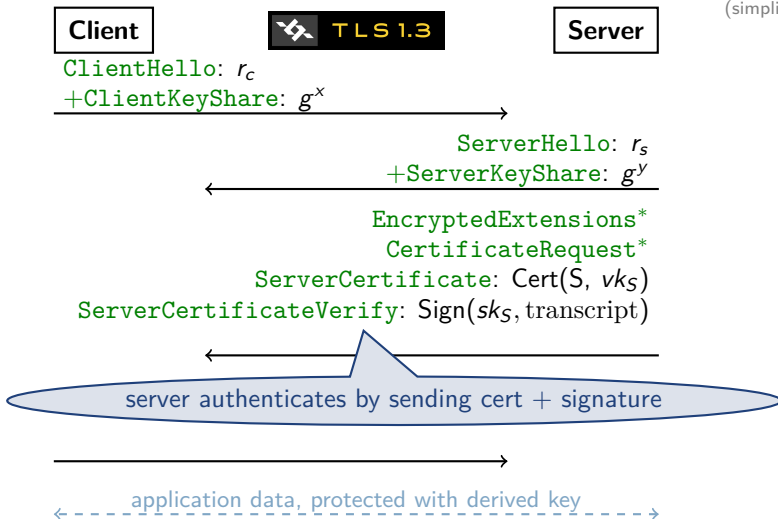 (simpli
Client TLS 1.3 Server
ClientHello: r_c
+ClientKeyShare: g^x
ServerHello: r_s
+ServerKeyShare: g^y
EncryptedExtensions*
CertificateRequest*
ServerCertificate: Cert(S, vk_S)
ServerCertificateVerify: Sign(sk_S, transcript)
server authenticates by sending cert + signature
application data, protected with derived key